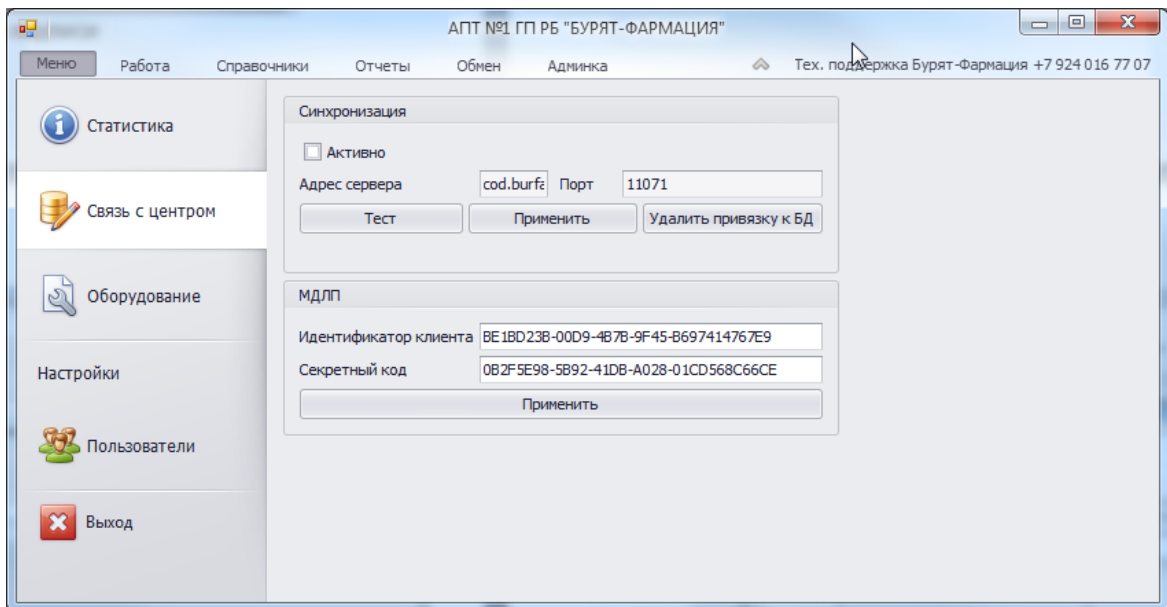 АПТ №1 ГП РБ "БУРЯТ-ФАРМАЦИЯ"
Меню Работа Справочники Отчеты Обмен Админка Тех. поддержка Бурят-Фармация +7 924 016 77 07
Статистика
Связь с центром
Оборудование
Настройки
Пользователи
Выход
Синхронизация
Активно
Адрес сервера cod.burfa Порт 11071
Тест Применить Удалить привязку к БД
МДЛП
Идентификатор клиента BE1BD23B-00D9-4B7B-9F45-B697414767E9
Секретный код 0B2F5E98-5B92-41DB-A028-01CD568C66CE
Применить